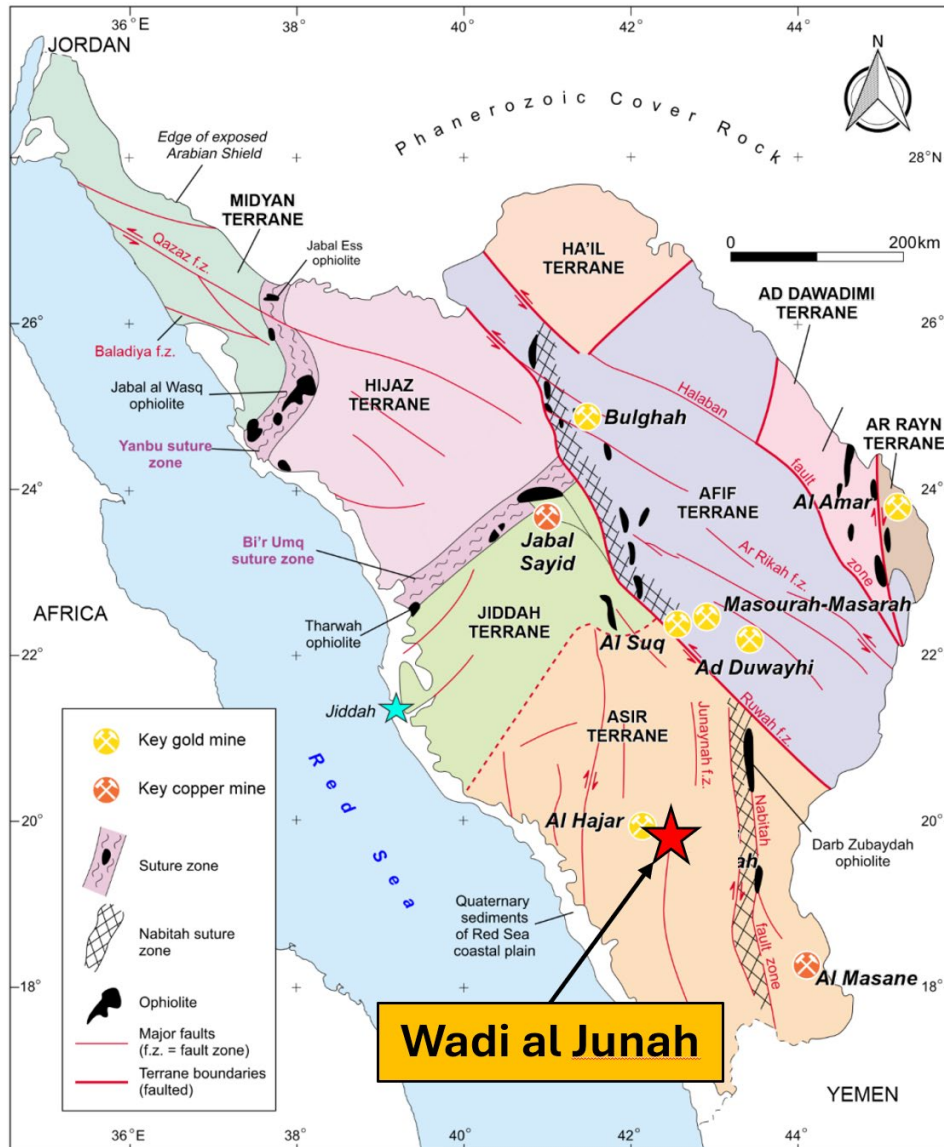 36°E
38
40
42
44
JORDAN
N
Phanerozoic Cover Rock
Edge of exposed
Arabian Shield
28°N
MIDYAN
TERRANE
Qazaz f.z.
Jabal Ess
ophiolite
HA'IL
TERRANE
0
200km
AD DAWADIMI
TERRANE
26
26°
Baladiya f.z.
Jabal al Wasq
ophiolite
HIJAZ
TERRANE
Halaban
fault
zone
Bulghah
AR RAYN
TERRANE
Yanbu suture
zone
24
24°
Al Amar
AFIF
TERRANE
Jabal
Sayid
Bi'r Umq
suture zone
Ar Rikah f.z.
AFRICA
Tharwah
ophiolite
JIDDAH
TERRANE
Masourah-Masarah
Al Suq
Ad Duwayhi
22
22°
Jiddah
ASIR
TERRANE
Junaynah f.z.
Ruwah f.z.
Red Sea
Key gold mine
Key copper mine
Suture zone
Nabitah suture
zone
Ophiolite
Major faults
(f.z. = fault zone)
Terrane boundaries
(faulted)
Al Hajar
20
20°
Nabitah
fault zone
ah
Darb Zubaydah
ophiolite
Quaternary
sediments
of Red Sea
coastal plain
Al Masane
18
18°
Wadi al Junah
YEMEN
36°E
38
40
42
44